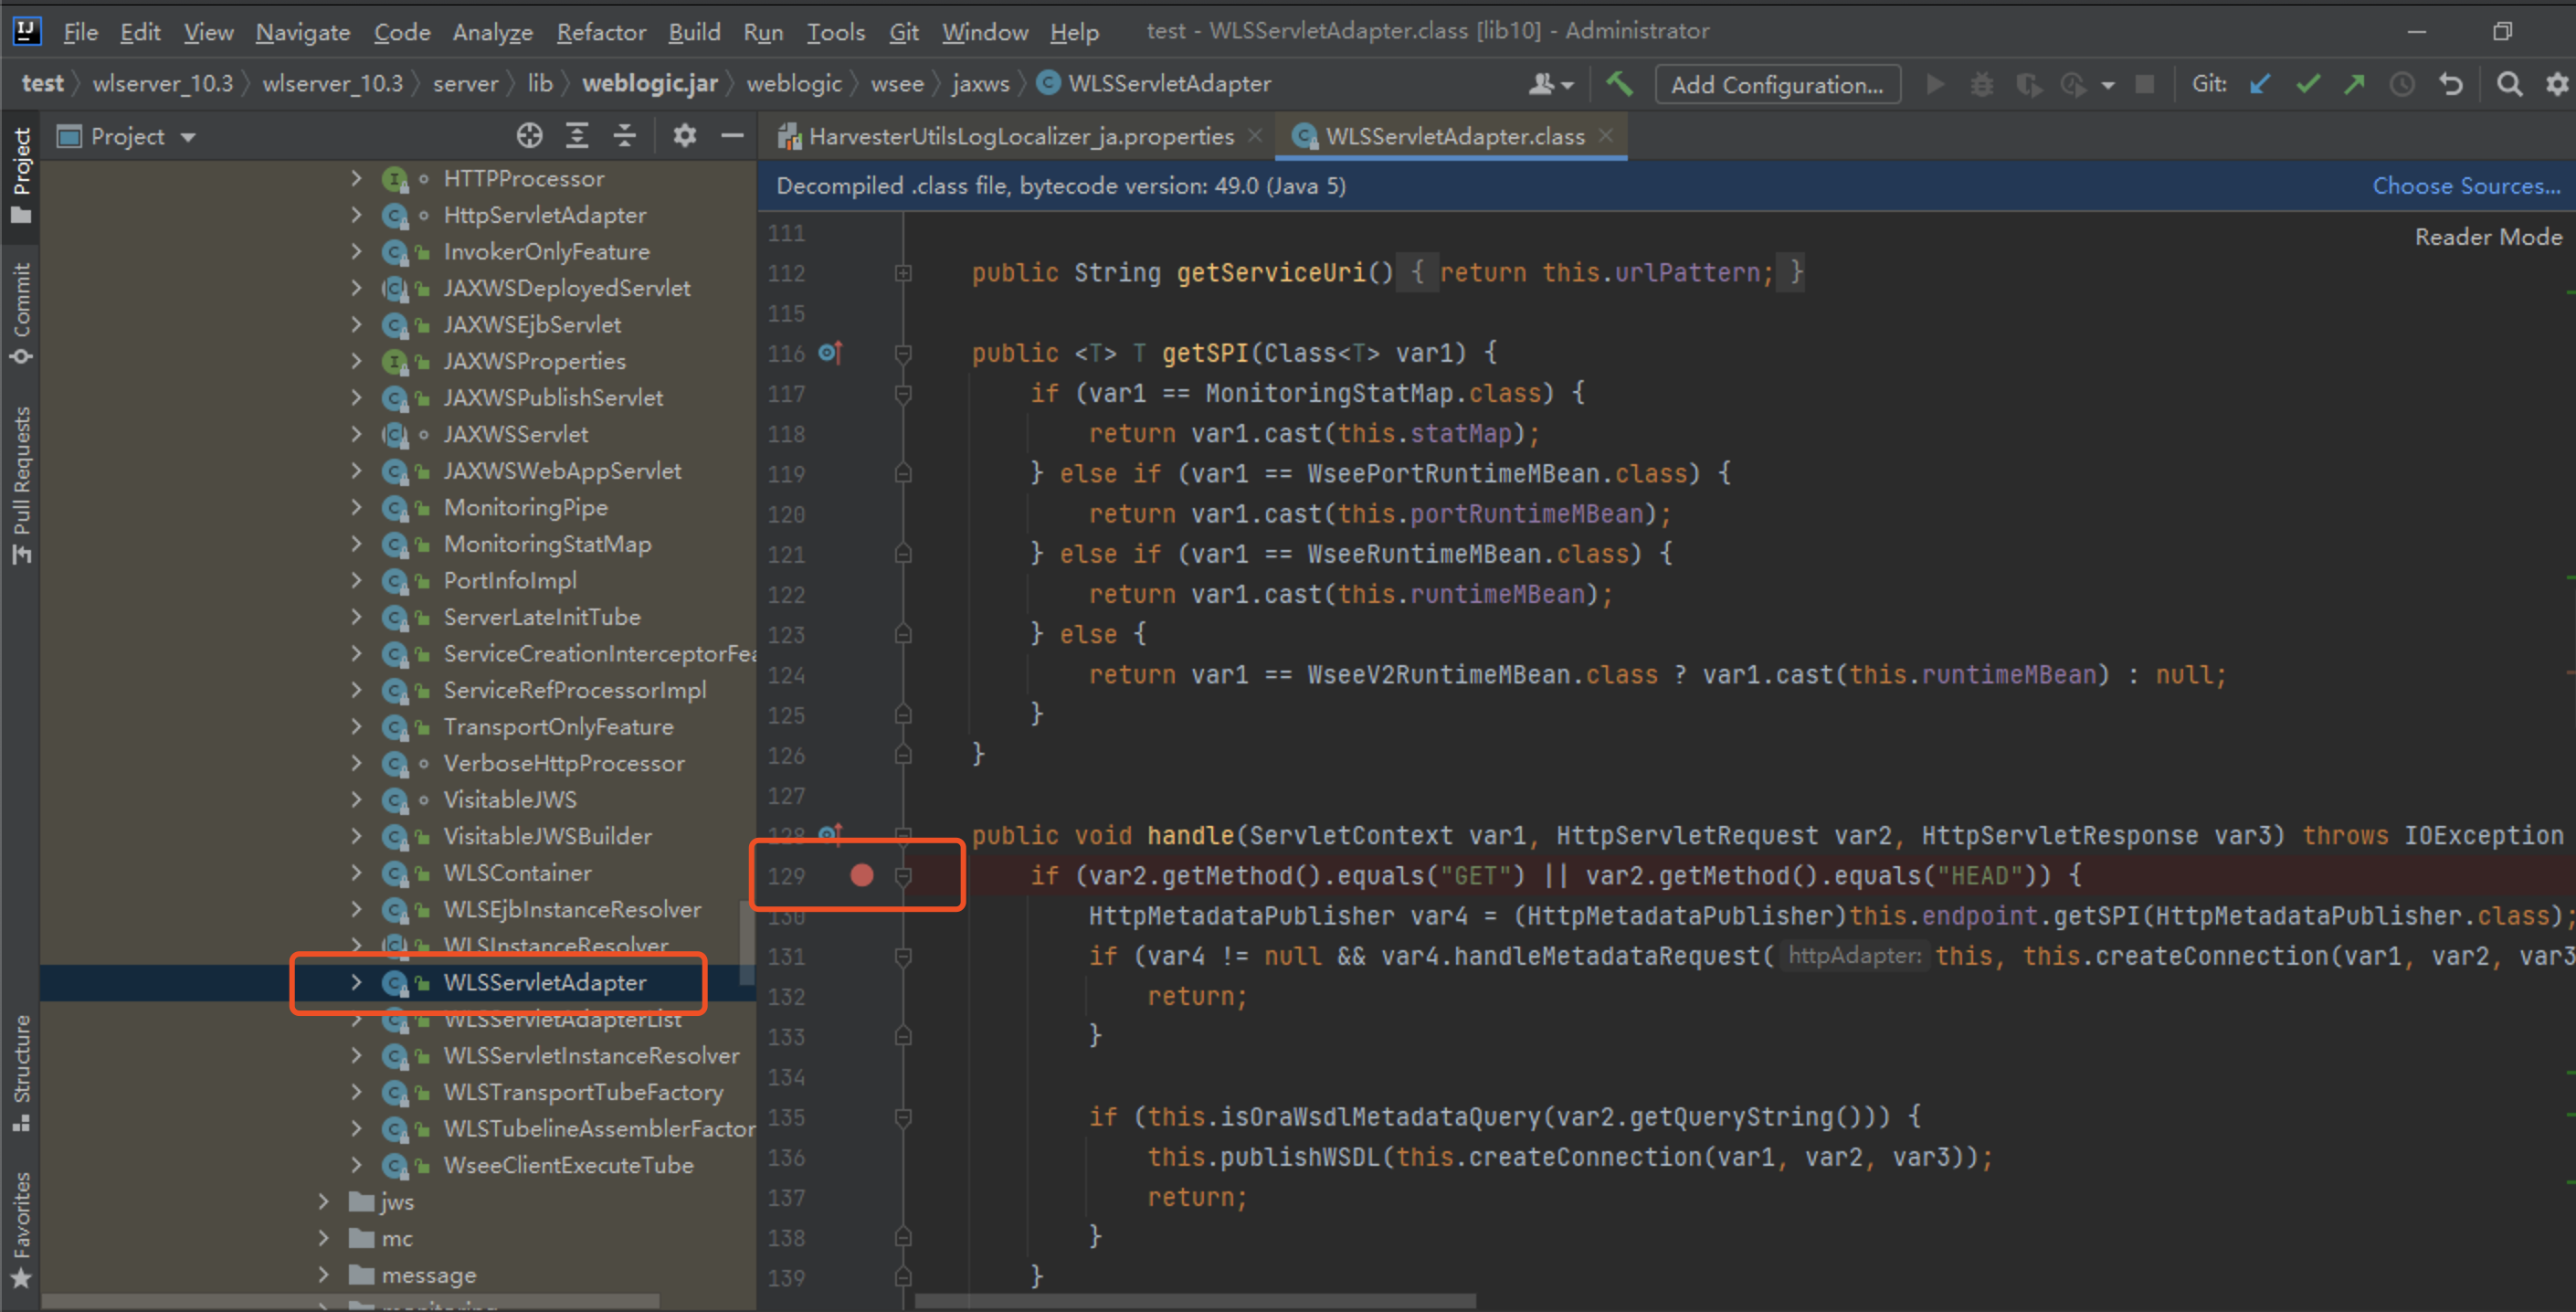 File Edit View Navigate Code Analyze Refactor Build Run Tools Git Window Help test - WLSServletAdapter.class [lib10] - Administrator
test wlserver_10.3 wlserver_10.3 server lib weblogic.jar weblogic wsee jaxws WLSServletAdapter Add Configuration... Git:
Project
Commit
Pull Requests
Structure
Favorites
Project
HTTPProcessor
HttpServletAdapter
InvokerOnlyFeature
JAXWSDeployedServlet
JAXWSEjbServlet
JAXWSProperties
JAXWSPublishServlet
JAXWSServlet
JAXWSWebAppServlet
MonitoringPipe
MonitoringStatMap
PortInfoImpl
ServerLateInitTube
ServiceCreationInterceptorFea
ServiceRefProcessorImpl
TransportOnlyFeature
VerboseHttpProcessor
VisitableJWS
VisitableJWSBuilder
WLSContainer
WLSEjbInstanceResolver
WLSInstanceResolver
WLSServletAdapter
WLSServletAdapterList
WLSServletInstanceResolver
WLSTransportTubeFactory
WLSTubelineAssemblerFactor
WseeClientExecuteTube
jws
mc
message
monitoring
HarvesterUtilsLogLocalizer_ja.properties WLSServletAdapter.class
Decompiled .class file, bytecode version: 49.0 (Java 5) Choose Sources...
Reader Mode
111
112 public String getServiceUri() { return this.urlPattern; }
115
116 public <T> T getSPI(Class<T> var1) {
117 if (var1 == MonitoringStatMap.class) {
118 return var1.cast(this.statMap);
119 } else if (var1 == WseePortRuntimeMBean.class) {
120 return var1.cast(this.portRuntimeMBean);
121 } else if (var1 == WseeRuntimeMBean.class) {
122 return var1.cast(this.runtimeMBean);
123 } else {
124 return var1 == WseeV2RuntimeMBean.class ? var1.cast(this.runtimeMBean) : null;
125 }
126 }
127
128 public void handle(ServletContext var1, HttpServletRequest var2, HttpServletResponse var3) throws IOException
129 if (var2.getMethod().equals("GET") || var2.getMethod().equals("HEAD")) {
130 HttpMetadataPublisher var4 = (HttpMetadataPublisher)this.endpoint.getSPI(HttpMetadataPublisher.class);
131 if (var4 != null && var4.handleMetadataRequest( httpAdapter: this, this.createConnection(var1, var2, var3
132 return;
133 }
134
135 if (this.isOraWsdlMetadataQuery(var2.getQueryString())) {
136 this.publishWSDL(this.createConnection(var1, var2, var3));
137 return;
138 }
139 }